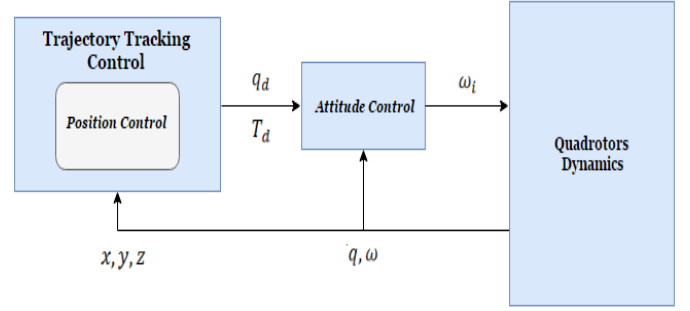 Trajectory Tracking
Control
Position Control
q_d
T_d
Attitude Control
ω_i
Quadrotors
Dynamics
x, y, z
q, ω